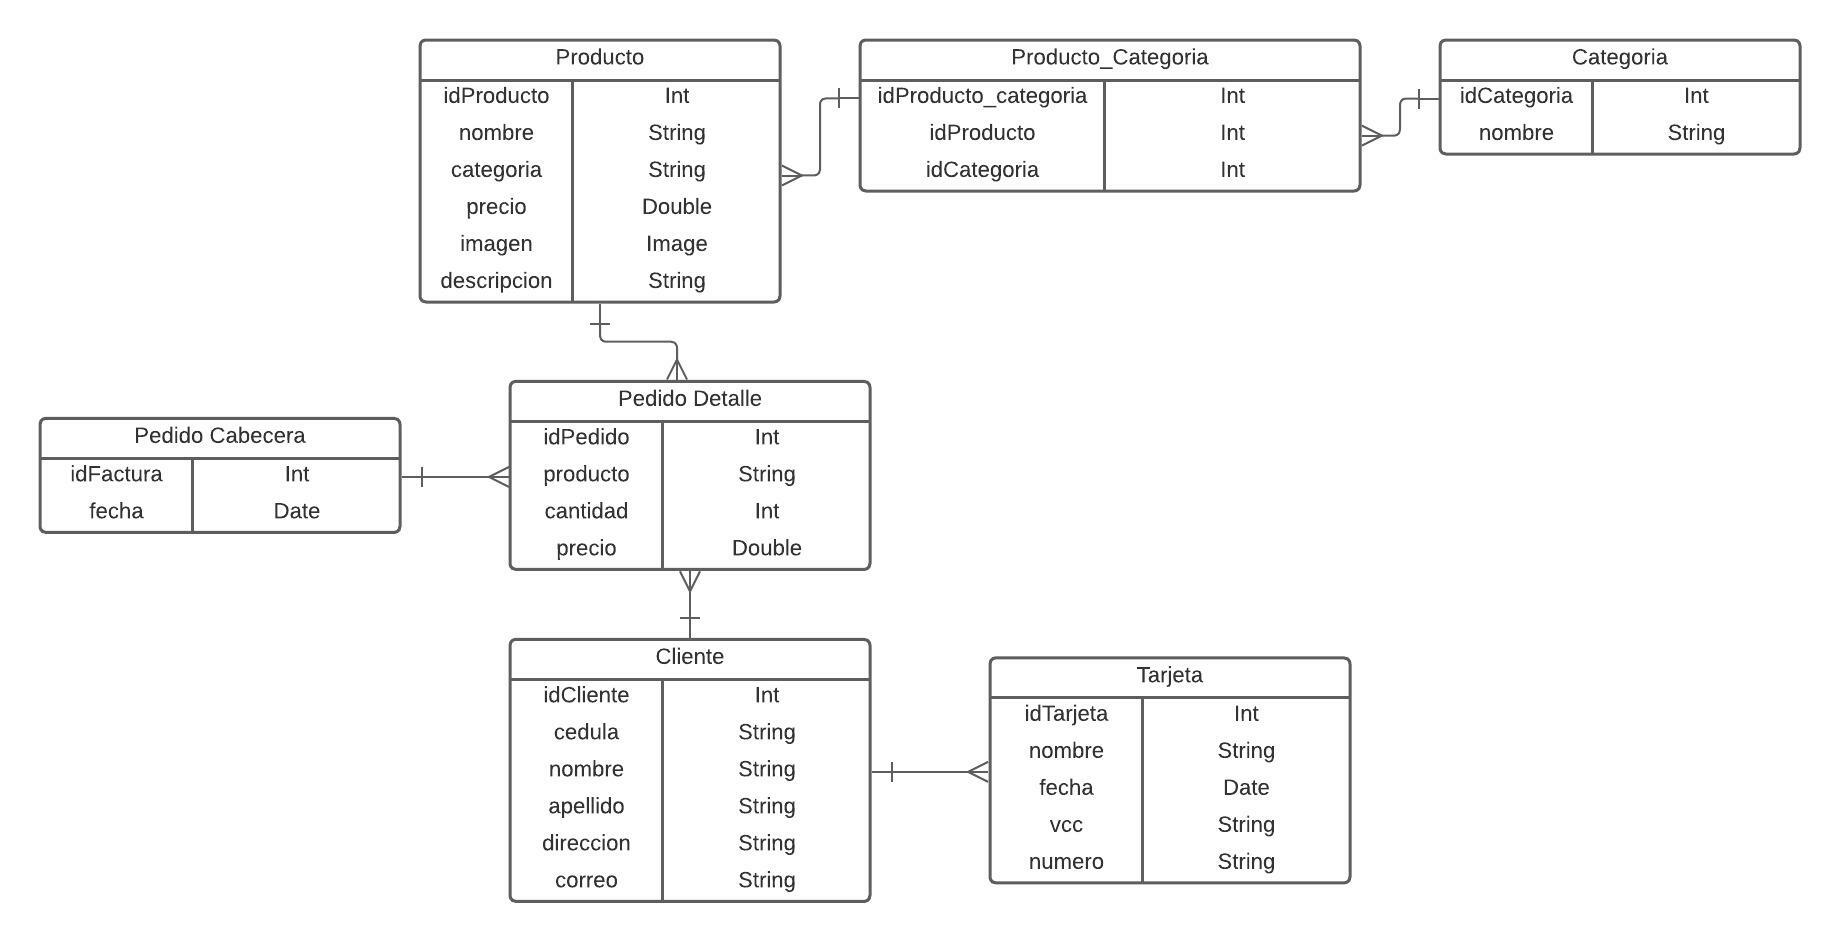 Producto
idProducto Int
nombre String
categoria String
precio Double
imagen Image
descripcion String
Producto_Categoria
idProducto_categoria Int
idProducto Int
idCategoria Int
Categoria
idCategoria Int
nombre String
Pedido Cabecera
idFactura Int
fecha Date
Pedido Detalle
idPedido Int
producto String
cantidad Int
precio Double
Cliente
idCliente Int
cedula String
nombre String
apellido String
direccion String
correo String
Tarjeta
idTarjeta Int
nombre String
fecha Date
vcc String
numero String